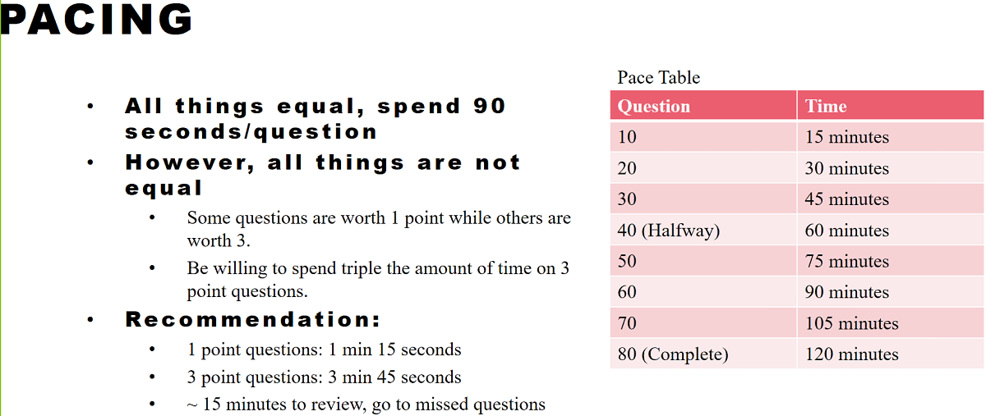 PACING
• All things equal, spend 90
seconds/question
• However, all things are not
equal
• Some questions are worth 1 point while others are
worth 3.
• Be willing to spend triple the amount of time on 3
point questions.
• Recommendation:
• 1 point questions: 1 min 15 seconds
• 3 point questions: 3 min 45 seconds
• ~ 15 minutes to review, go to missed questions
Pace Table
Question Time
10 15 minutes
20 30 minutes
30 45 minutes
40 (Halfway) 60 minutes
50 75 minutes
60 90 minutes
70 105 minutes
80 (Complete) 120 minutes